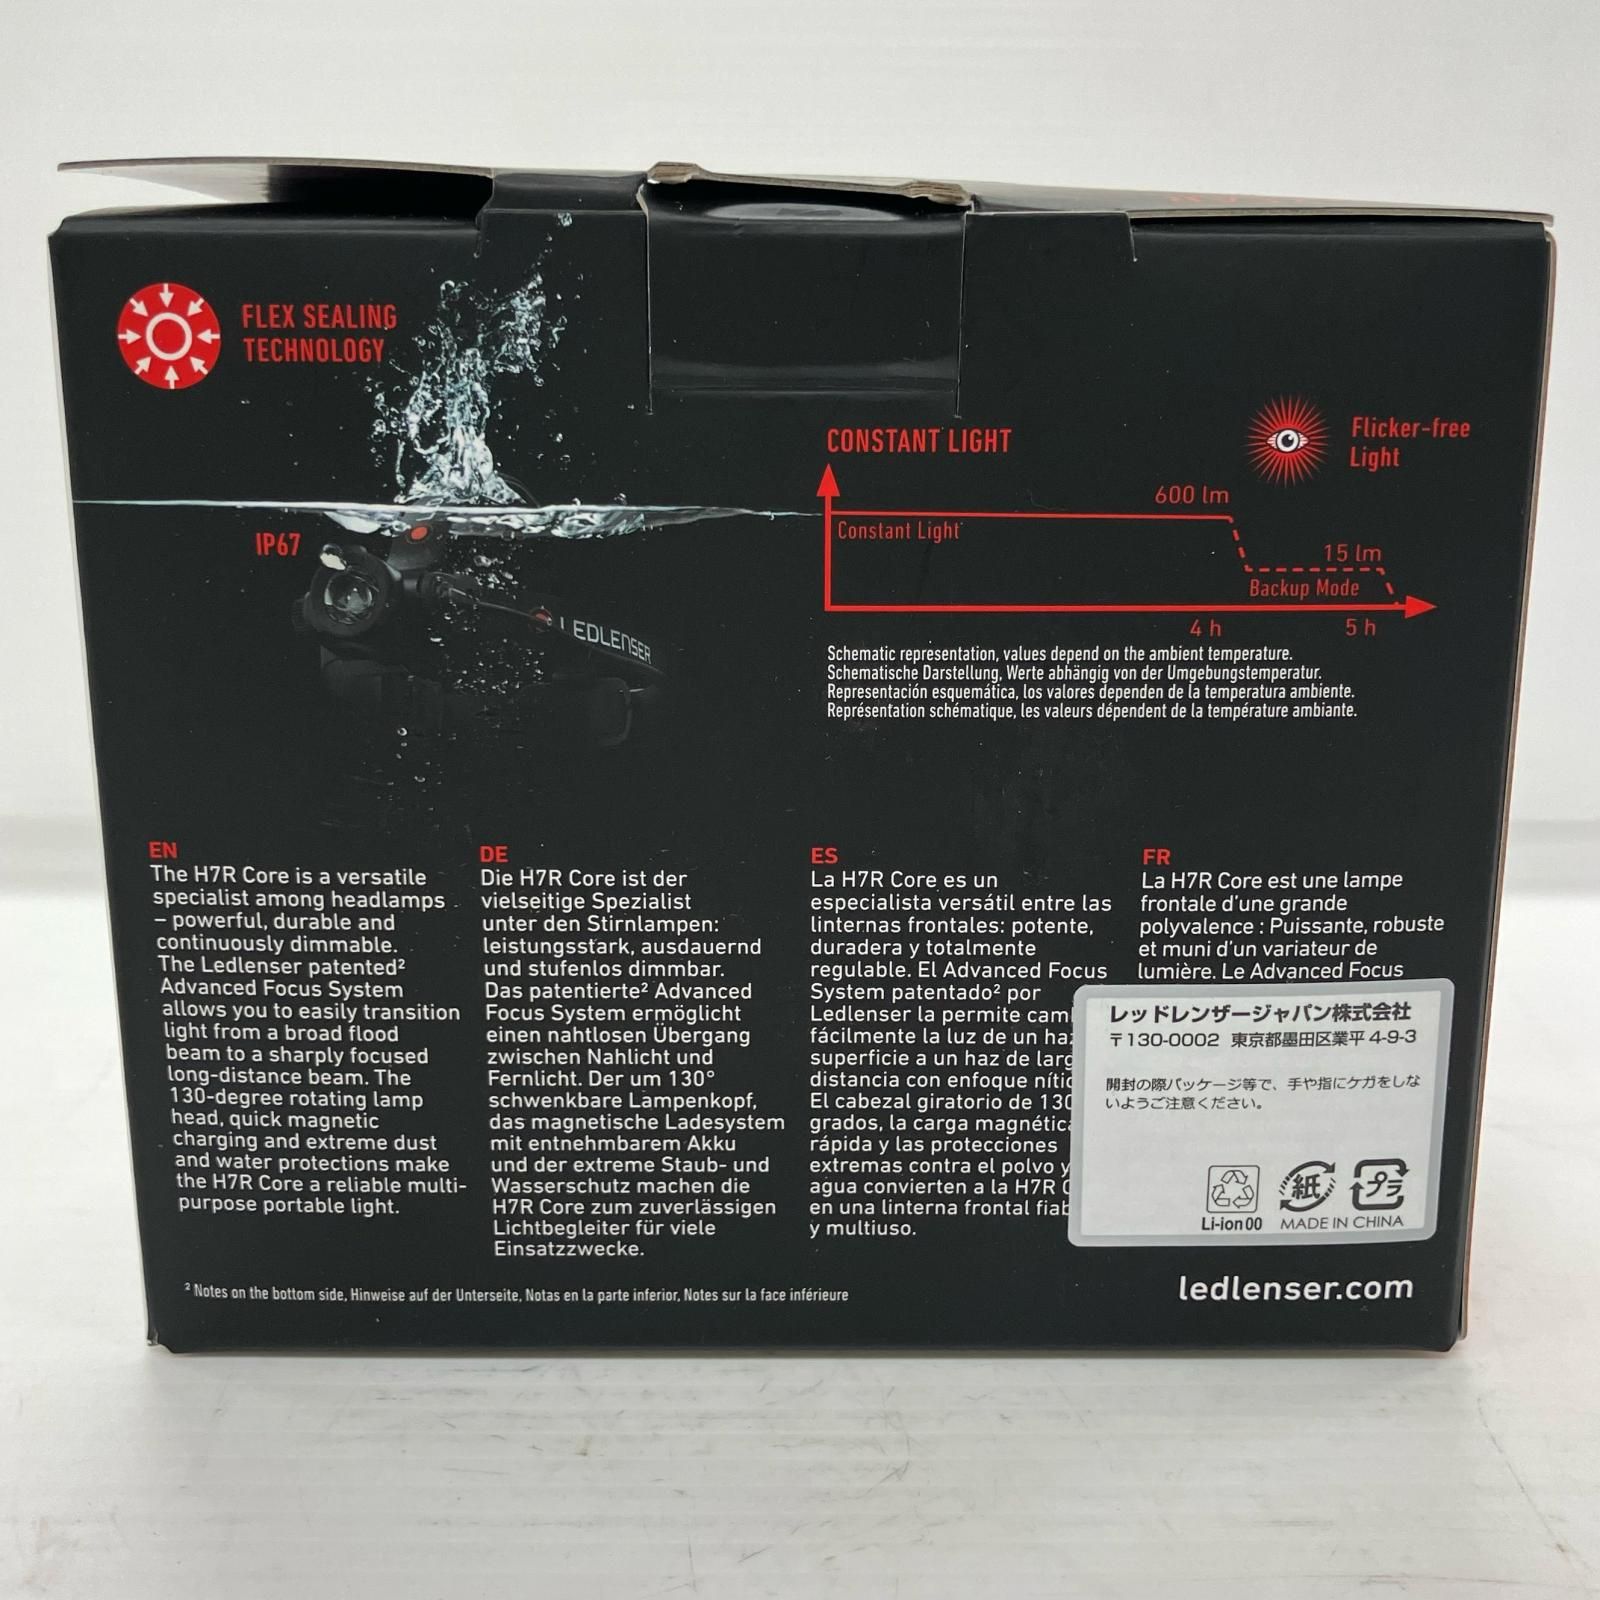 FLEX SEALING
TECHNOLOGY
IP67
LEDLENSER
CONSTANT LIGHT
Flicker-free
Light
600 lm
Constant Light
15 lm
Backup Mode
4 h
5 h
Schematic representation, values depend on the ambient temperature.
Schematische Darstellung, Werte abhängig von der Umgebungstemperatur.
Representación esquemática, los valores dependen de la temperatura ambiente.
Représentation schématique, les valeurs dépendent de la température ambiante.
EN
The H7R Core is a versatile
specialist among headlamps
– powerful, durable and
continuously dimmable.
The Ledlenser patented²
Advanced Focus System
allows you to easily transition
light from a broad flood
beam to a sharply focused
long-distance beam. The
130-degree rotating lamp
head, quick magnetic
charging and extreme dust
and water protections make
the H7R Core a reliable multi-
purpose portable light.
DE
Die H7R Core ist der
vielseitige Spezialist
unter den Stirnlampen:
leistungsstark, ausdauernd
und stufenlos dimmbar.
Das patentierte² Advanced
Focus System ermöglicht
einen nahtlosen Übergang
zwischen Nahlicht und
Fernlicht. Der um 130°
schwenkbare Lampenkopf,
das magnetische Ladesystem
mit entnehmbarem Akku
und der extreme Staub- und
Wasserschutz machen die
H7R Core zum zuverlässigen
Lichtbegleiter für viele
Einsatzzwecke.
ES
La H7R Core es un
especialista versátil entre las
linternas frontales: potente,
duradera y totalmente
regulable. El Advanced Focus
System patentado² por
Ledlenser la permite cam
fácilmente la luz de un ha
superficie a un haz de larg
distancia con enfoque nític
El cabezal giratorio de 130
grados, la carga magnétic
rápida y las protecciones
extremas contra el polvo y
agua convierten a la H7R
en una linterna frontal fiab
y multiuso.
FR
La H7R Core est une lampe
frontale d'une grande
polyvalence : Puissante, robuste
et muni d'un variateur de
lumière. Le Advanced Focus
レッドレンザージャパン株式会社
〒130-0002 東京都墨田区業平 4-9-3
開封の際パッケージ等で、手や指にケガをしな
いようご注意ください。
紙 プラ
Li-ion 00 MADE IN CHINA
² Notes on the bottom side, Hinweise auf der Unterseite, Notas en la parte inferior, Notes sur la face inférieure
ledlenser.com